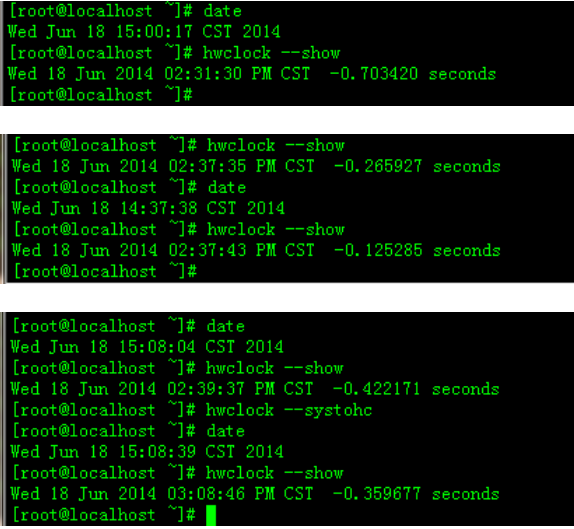 [root@localhost ~]# date
Wed Jun 18 15:00:17 CST 2014
[root@localhost ~]# hwclock --show
Wed 18 Jun 2014 02:31:30 PM CST  -0.703420 seconds
[root@localhost ~]#
[root@localhost ~]# hwclock --show
Wed 18 Jun 2014 02:37:35 PM CST  -0.265927 seconds
[root@localhost ~]# date
Wed Jun 18 14:37:38 CST 2014
[root@localhost ~]# hwclock --show
Wed 18 Jun 2014 02:37:43 PM CST  -0.125285 seconds
[root@localhost ~]#
[root@localhost ~]# date
Wed Jun 18 15:08:04 CST 2014
[root@localhost ~]# hwclock --show
Wed 18 Jun 2014 02:39:37 PM CST  -0.422171 seconds
[root@localhost ~]# hwclock --systohc
[root@localhost ~]# date
Wed Jun 18 15:08:39 CST 2014
[root@localhost ~]# hwclock --show
Wed 18 Jun 2014 03:08:46 PM CST  -0.359677 seconds
[root@localhost ~]#